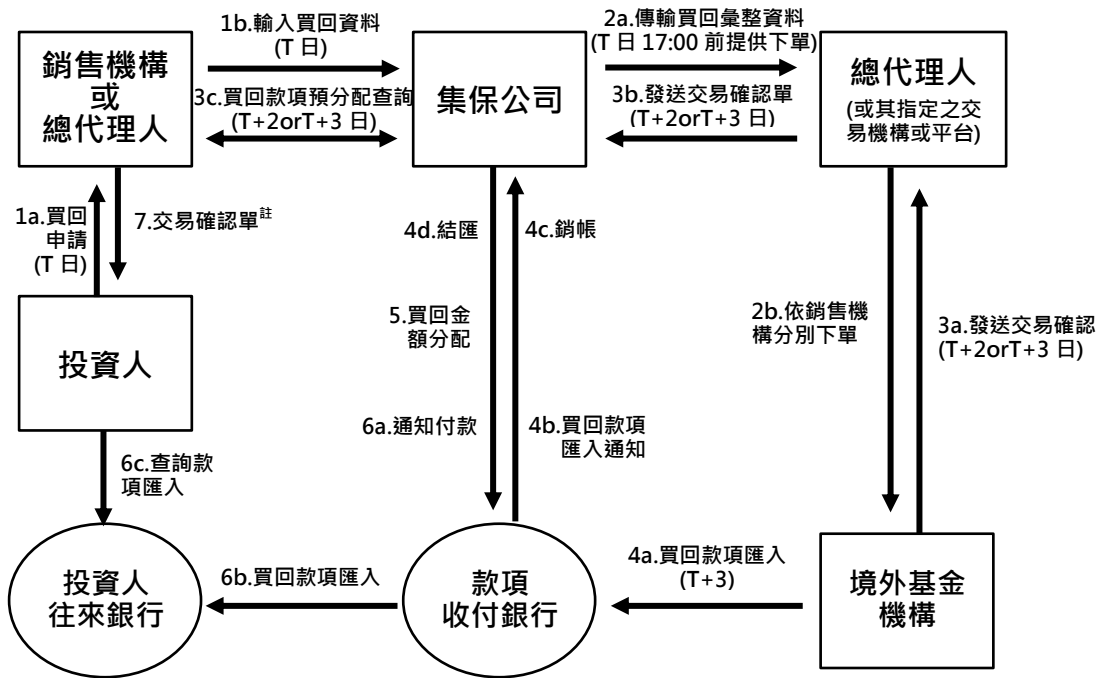 銷售機構
或
總代理人
1b.輸入買回資料
(T 日)
3c.買回款項預分配查詢
(T+2orT+3 日)
集保公司
2a.傳輸買回彙整資料
(T 日 17:00 前提供下單)
3b.發送交易確認單
(T+2orT+3 日)
總代理人
(或其指定之交
易機構或平台)
1a.買回
申請
(T 日)
7.交易確認單註
4d.結匯
4c.銷帳
投資人
5.買回金
額分配
2b.依銷售機
構分別下單
3a.發送交易確認
(T+2orT+3 日)
6a.通知付款
4b.買回款項
匯入通知
6c.查詢款
項匯入
投資人
往來銀行
6b.買回款項匯入
款項
收付銀行
4a.買回款項匯入
(T+3)
境外基金
機構